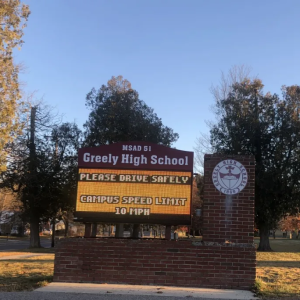 MSAD 51
Greely High School
PLEASE DRIVE SAFELY
CAMPUS SPEED LIMIT
10 MPH